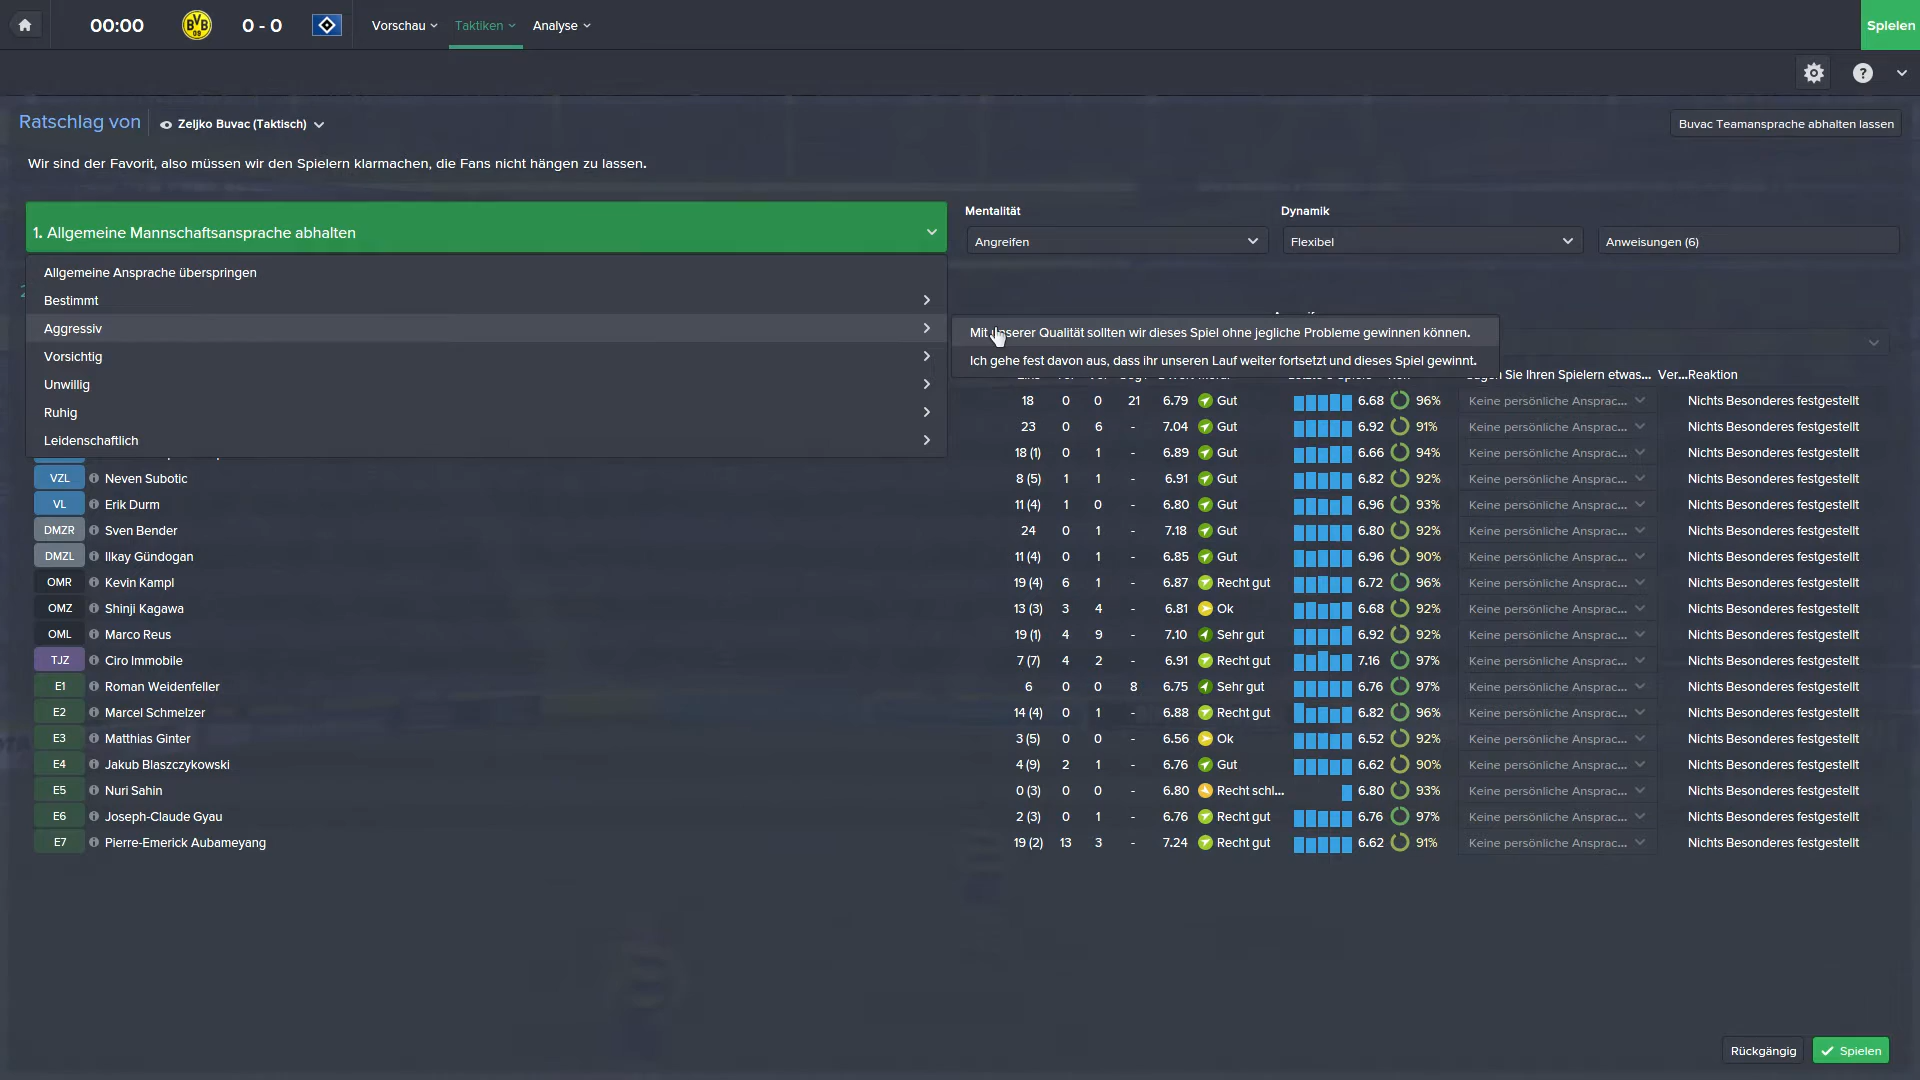 00:00 BVB 09 0 - 0 Vorschau Taktiken Analyse Spielen
?
Ratschlag von Zeljko Buvac (Taktisch) Buvac Teamansprache abhalten lassen
Wir sind der Favorit, also müssen wir den Spielern klarmachen, die Fans nicht hängen zu lassen.
1. Allgemeine Mannschaftsansprache abhalten
Mentalität Dynamik
Angreifen Flexibel Anweisungen (6)
Allgemeine Ansprache überspringen
Bestimmt
Aggressiv
Vorsichtig
Unwillig
Ruhig
Leidenschaftlich
Mit unserer Qualität sollten wir dieses Spiel ohne jegliche Probleme gewinnen können.
Ich gehe fest davon aus, dass ihr unseren Lauf weiter fortsetzt und dieses Spiel gewinnt.
Sie Ihren Spielern etwas... Ver...Reaktion
18 0 0 21 6.79 Gut 6.68 96% Keine persönliche Ansprac... Nichts Besonderes festgestellt
23 0 6 - 7.04 Gut 6.92 91% Keine persönliche Ansprac... Nichts Besonderes festgestellt
18 (1) 0 1 - 6.89 Gut 6.66 94% Keine persönliche Ansprac... Nichts Besonderes festgestellt
VZL Neven Subotic 8 (5) 1 1 - 6.91 Gut 6.82 92% Keine persönliche Ansprac... Nichts Besonderes festgestellt
VL Erik Durm 11 (4) 1 0 - 6.80 Gut 6.96 93% Keine persönliche Ansprac... Nichts Besonderes festgestellt
DMZR Sven Bender 24 0 1 - 7.18 Gut 6.80 92% Keine persönliche Ansprac... Nichts Besonderes festgestellt
DMZL Ilkay Gündogan 11 (4) 0 1 - 6.85 Gut 6.96 90% Keine persönliche Ansprac... Nichts Besonderes festgestellt
OMR Kevin Kampl 19 (4) 6 1 - 6.87 Recht gut 6.72 96% Keine persönliche Ansprac... Nichts Besonderes festgestellt
OMZ Shinji Kagawa 13 (3) 3 4 - 6.81 Ok 6.68 92% Keine persönliche Ansprac... Nichts Besonderes festgestellt
OML Marco Reus 19 (1) 4 9 - 7.10 Sehr gut 6.92 92% Keine persönliche Ansprac... Nichts Besonderes festgestellt
TJZ Ciro Immobile 7 (7) 4 2 - 6.91 Recht gut 7.16 97% Keine persönliche Ansprac... Nichts Besonderes festgestellt
E1 Roman Weidenfeller 6 0 0 8 6.75 Sehr gut 6.76 97% Keine persönliche Ansprac... Nichts Besonderes festgestellt
E2 Marcel Schmelzer 14 (4) 0 1 - 6.88 Recht gut 6.82 96% Keine persönliche Ansprac... Nichts Besonderes festgestellt
E3 Matthias Ginter 3 (5) 0 0 - 6.56 Ok 6.52 92% Keine persönliche Ansprac... Nichts Besonderes festgestellt
E4 Jakub Blaszczykowski 4 (9) 2 1 - 6.76 Gut 6.62 90% Keine persönliche Ansprac... Nichts Besonderes festgestellt
E5 Nuri Sahin 0 (3) 0 0 - 6.80 Recht schl... 6.80 93% Keine persönliche Ansprac... Nichts Besonderes festgestellt
E6 Joseph-Claude Gyau 2 (3) 0 1 - 6.76 Recht gut 6.76 97% Keine persönliche Ansprac... Nichts Besonderes festgestellt
E7 Pierre-Emerick Aubameyang 19 (2) 13 3 - 7.24 Recht gut 6.62 91% Keine persönliche Ansprac... Nichts Besonderes festgestellt
Rückgängig Spielen